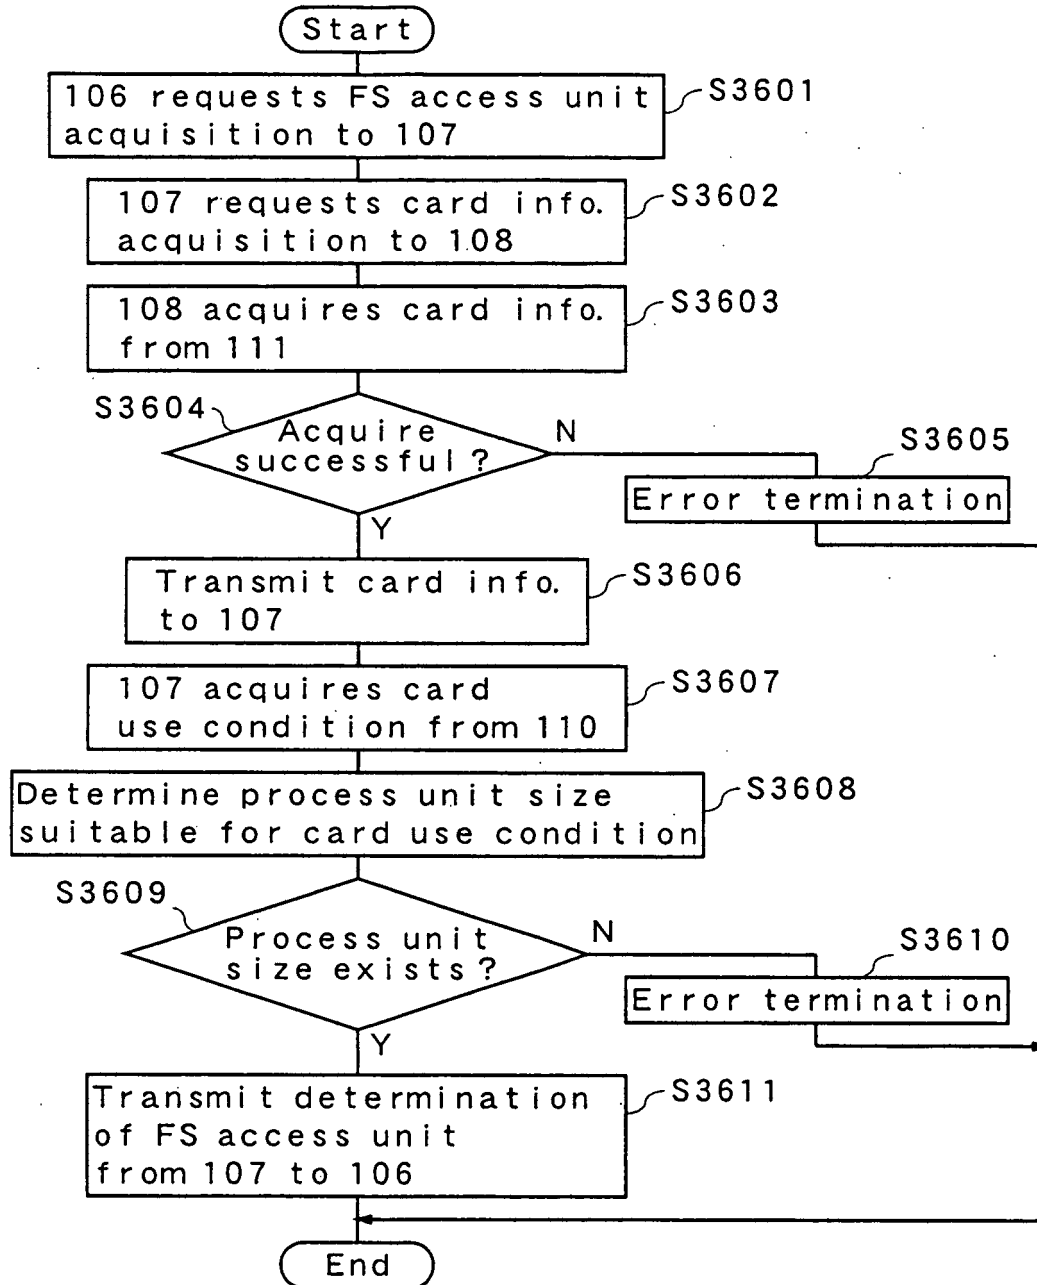 Start
106 requests FS access unit
acquisition to 107
S3601
107 requests card info.
acquisition to 108
S3602
108 acquires card info.
from 111
S3603
S3604
Acquire
successful?
N
Y
S3605
Error termination
Transmit card info.
to 107
S3606
107 acquires card
use condition from 110
S3607
Determine process unit size
suitable for card use condition
S3608
S3609
Process unit
size exists?
N
Y
S3610
Error termination
Transmit determination
of FS access unit
from 107 to 106
S3611
End